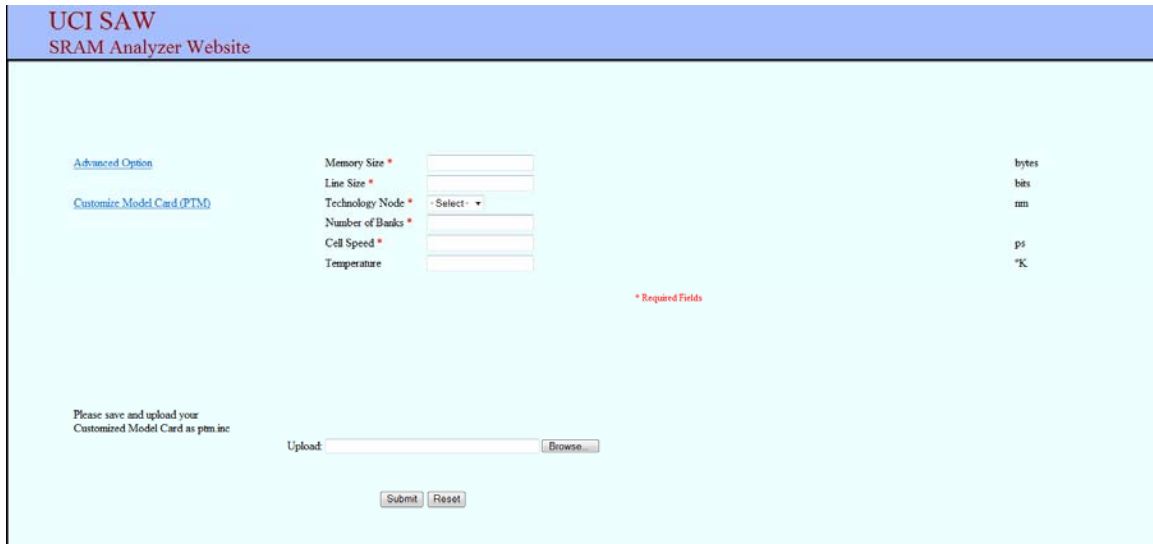 UCI SAW
SRAM Analyzer Website
Advanced Option Memory Size * bytes
Line Size * bits
Customize Model Card (PTM) Technology Node * - Select - nm
Number of Banks *
Cell Speed * ps
Temperature °K
* Required Fields
Please save and upload your
Customized Model Card as ptm.inc
Upload: Browse...
Submit Reset